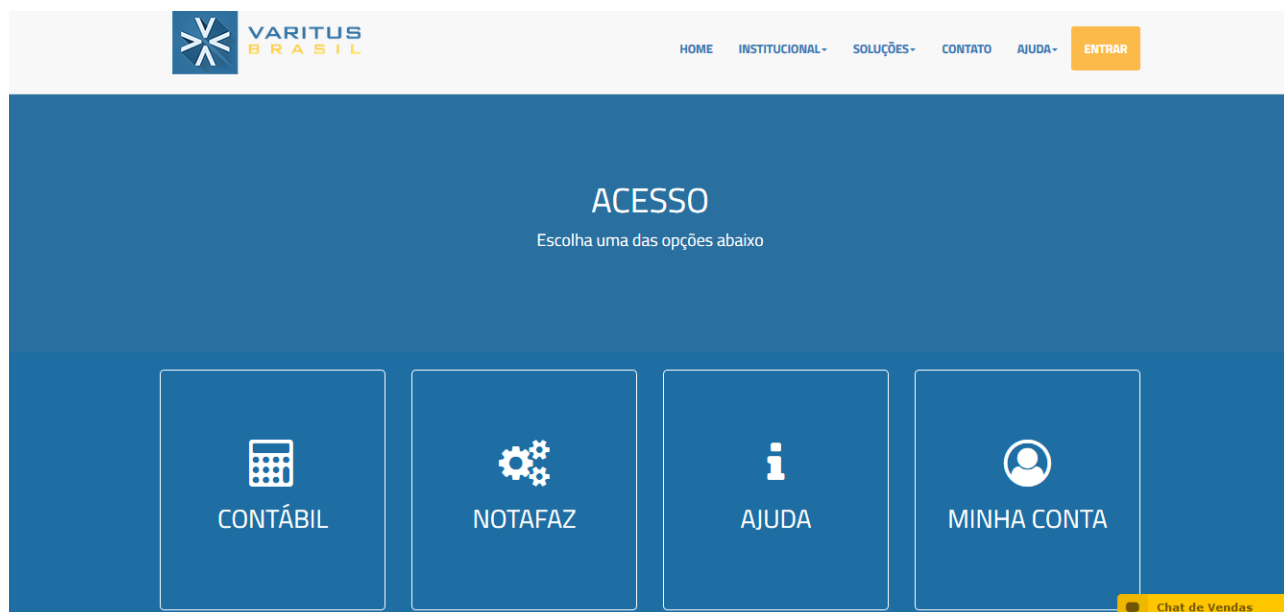 VARITUS
BRASIL
HOME INSTITUCIONAL SOLUÇÕES CONTATO AJUDA ENTRAR
ACESSO
Escolha uma das opções abaixo
CONTÁBIL NOTAFAZ AJUDA MINHA CONTA
Chat de Vendas